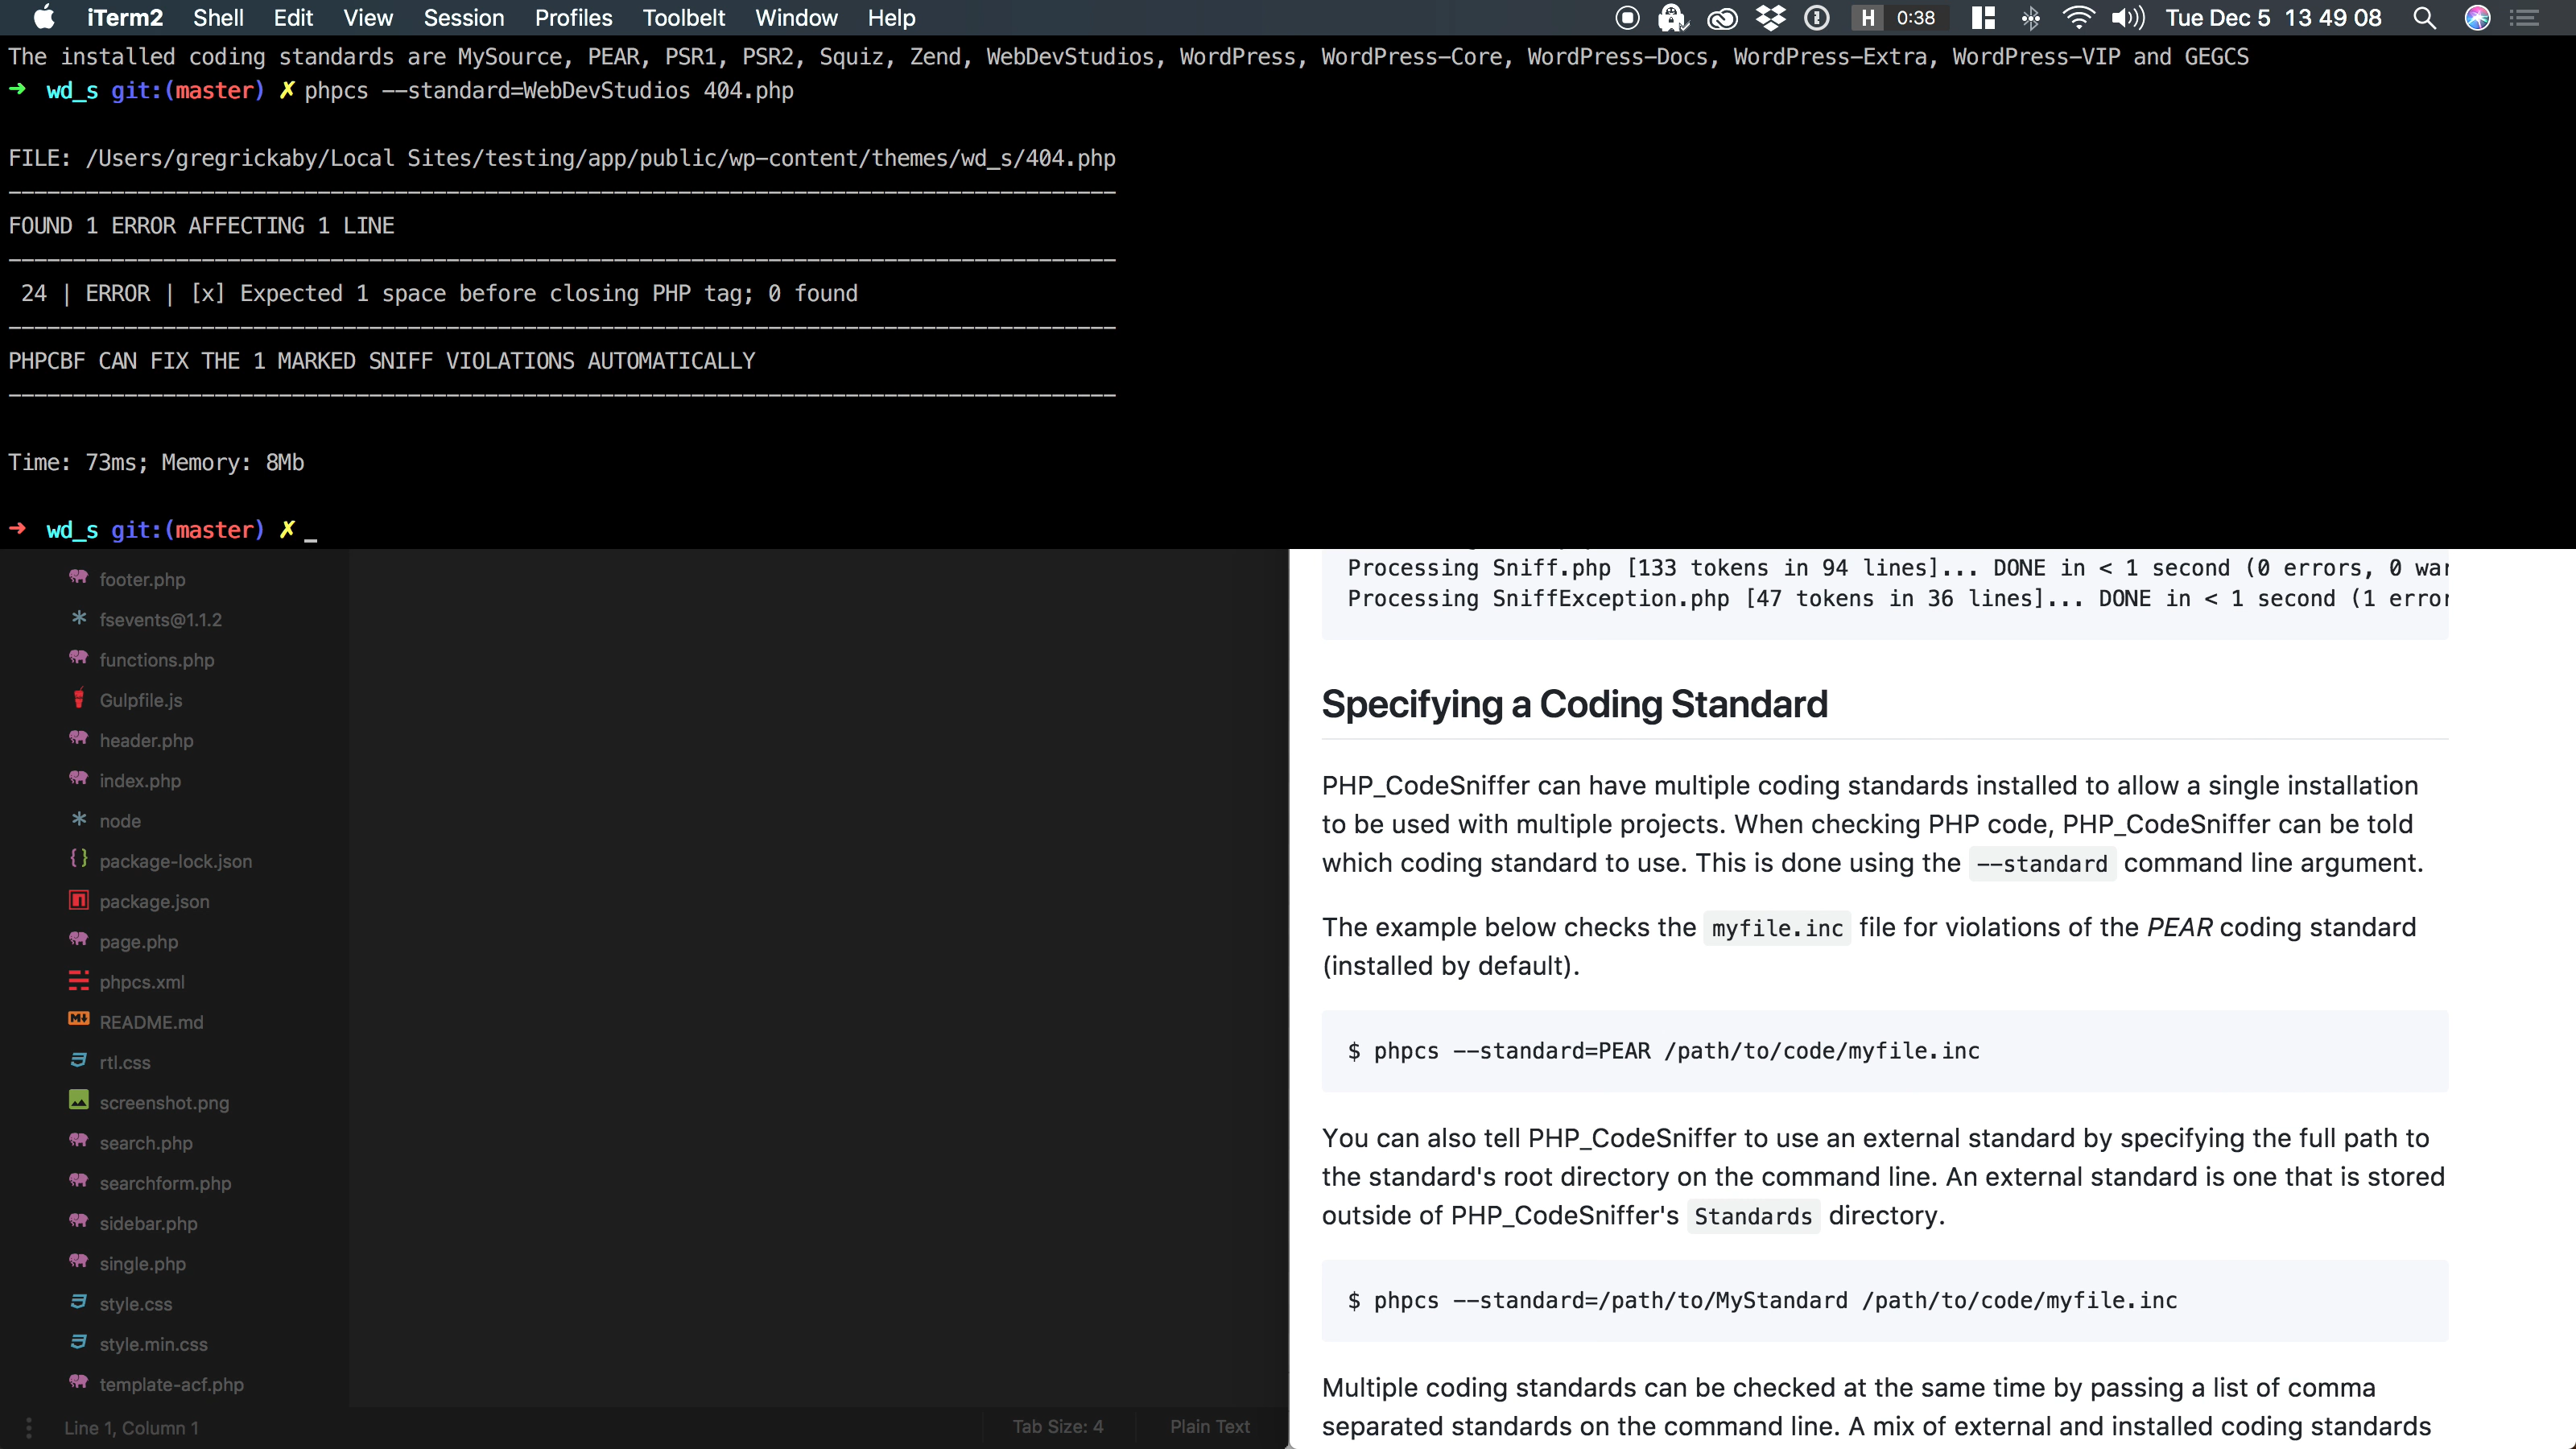 iTerm2 Shell Edit View Session Profiles Toolbelt Window Help H 0:38 Tue Dec 5 13 49 08
The installed coding standards are MySource, PEAR, PSR1, PSR2, Squiz, Zend, WebDevStudios, WordPress, WordPress-Core, WordPress-Docs, WordPress-Extra, WordPress-VIP and GEGCS
➜ wd_s git:(master) ✗ phpcs --standard=WebDevStudios 404.php
FILE: /Users/gregrickaby/Local Sites/testing/app/public/wp-content/themes/wd_s/404.php
--------------------------------------------------------------------------------------
FOUND 1 ERROR AFFECTING 1 LINE
--------------------------------------------------------------------------------------
24 | ERROR | [x] Expected 1 space before closing PHP tag; 0 found
--------------------------------------------------------------------------------------
PHPCBF CAN FIX THE 1 MARKED SNIFF VIOLATIONS AUTOMATICALLY
--------------------------------------------------------------------------------------
Time: 73ms; Memory: 8Mb
➜ wd_s git:(master) ✗ _
footer.php
fsevents@1.1.2
functions.php
Gulpfile.js
header.php
index.php
node
package-lock.json
package.json
page.php
phpcs.xml
README.md
rtl.css
screenshot.png
search.php
searchform.php
sidebar.php
single.php
style.css
style.min.css
template-acf.php
Line 1, Column 1 Tab Size: 4 Plain Text
Processing Sniff.php [133 tokens in 94 lines]... DONE in < 1 second (0 errors, 0 war
Processing SniffException.php [47 tokens in 36 lines]... DONE in < 1 second (1 error
Specifying a Coding Standard
PHP_CodeSniffer can have multiple coding standards installed to allow a single installation
to be used with multiple projects. When checking PHP code, PHP_CodeSniffer can be told
which coding standard to use. This is done using the --standard command line argument.
The example below checks the myfile.inc file for violations of the PEAR coding standard
(installed by default).
$ phpcs --standard=PEAR /path/to/code/myfile.inc
You can also tell PHP_CodeSniffer to use an external standard by specifying the full path to
the standard's root directory on the command line. An external standard is one that is stored
outside of PHP_CodeSniffer's Standards directory.
$ phpcs --standard=/path/to/MyStandard /path/to/code/myfile.inc
Multiple coding standards can be checked at the same time by passing a list of comma
separated standards on the command line. A mix of external and installed coding standards